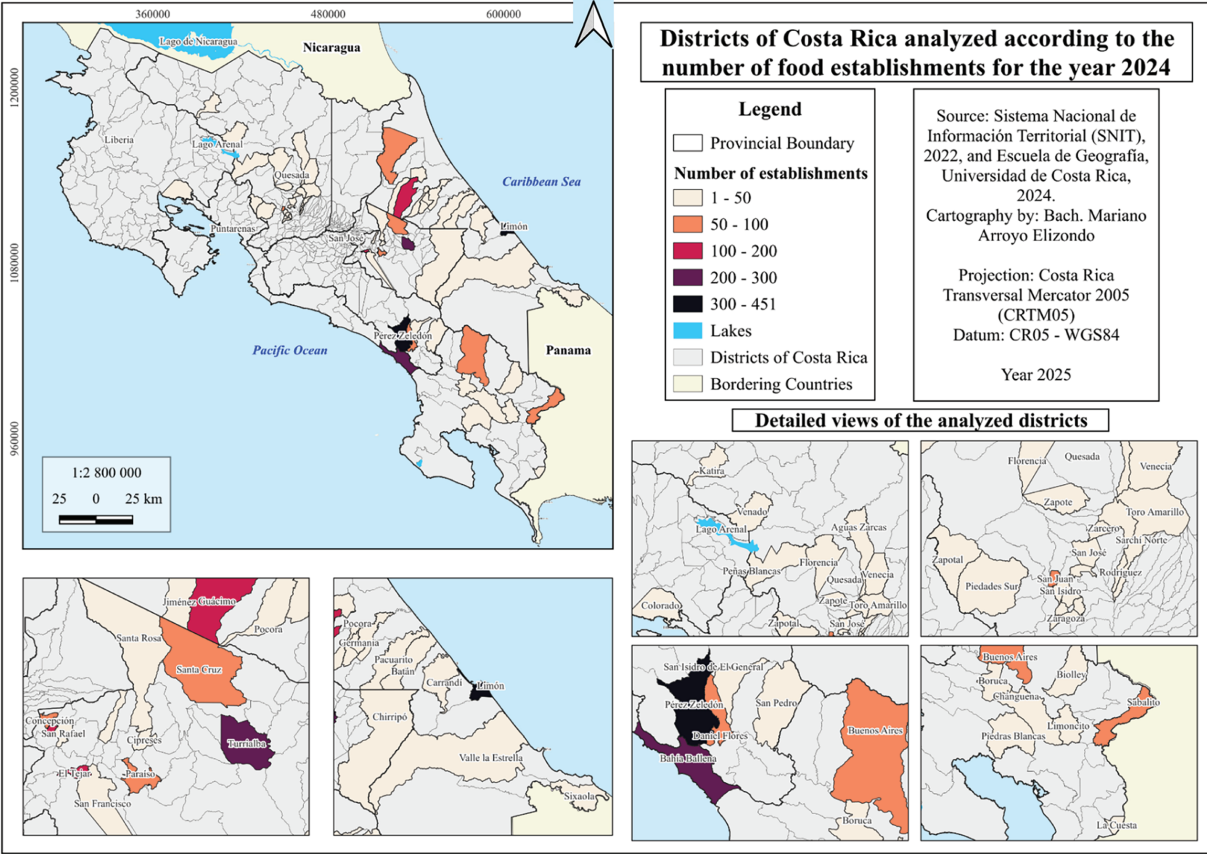 360000
480000
600000
1200000
1080000
960000
Lago de Nicaragua
Nicaragua
Liberia
Lago Arenal
Quesada
Caribbean Sea
Puntarenas
San José
Limón
Pérez Zeledón
Pacific Ocean
Panama
1:2 800 000
25 0 25 km
Districts of Costa Rica analyzed according to the
number of food establishments for the year 2024
Legend
Provincial Boundary
Number of establishments
1 - 50
50 - 100
100 - 200
200 - 300
300 - 451
Lakes
Districts of Costa Rica
Bordering Countries
Source: Sistema Nacional de
Información Territorial (SNIT),
2022, and Escuela de Geografía,
Universidad de Costa Rica,
2024.
Cartography by: Bach. Mariano
Arroyo Elizondo
Projection: Costa Rica
Transversal Mercator 2005
(CRTM05)
Datum: CR05 - WGS84
Year 2025
Detailed views of the analyzed districts
Katira
Venado
Lago Arenal
Aguas Zarcas
Peñas Blancas
Florencia
Quesada
Venecia
Colorado
Zapote
Toro Amarillo
Zapotal
San José
Florencia
Quesada
Venecia
Zapote
Toro Amarillo
Zarcero
Sarchí Norte
San José
Zapotal
Rodríguez
Piedades Sur
San Juan
San Isidro
Zaragoza
Jiménez
Guácimo
Santa Rosa
Pocora
Santa Cruz
Concepción
San Rafael
Cipreses
Turrialba
El Tejar
Paraíso
San Francisco
Pocora
Germania
Pacuarito
Batán
Carrandi
Limón
Chirripó
Valle la Estrella
Sixaola
San Isidro de El General
Pérez Zeledón
San Pedro
Daniel Flores
Buenos Aires
Bahía Ballena
Boruca
Buenos Aires
Boruca
Biolley
Changuena
Sabalito
Limoncito
Piedras Blancas
La Cuesta